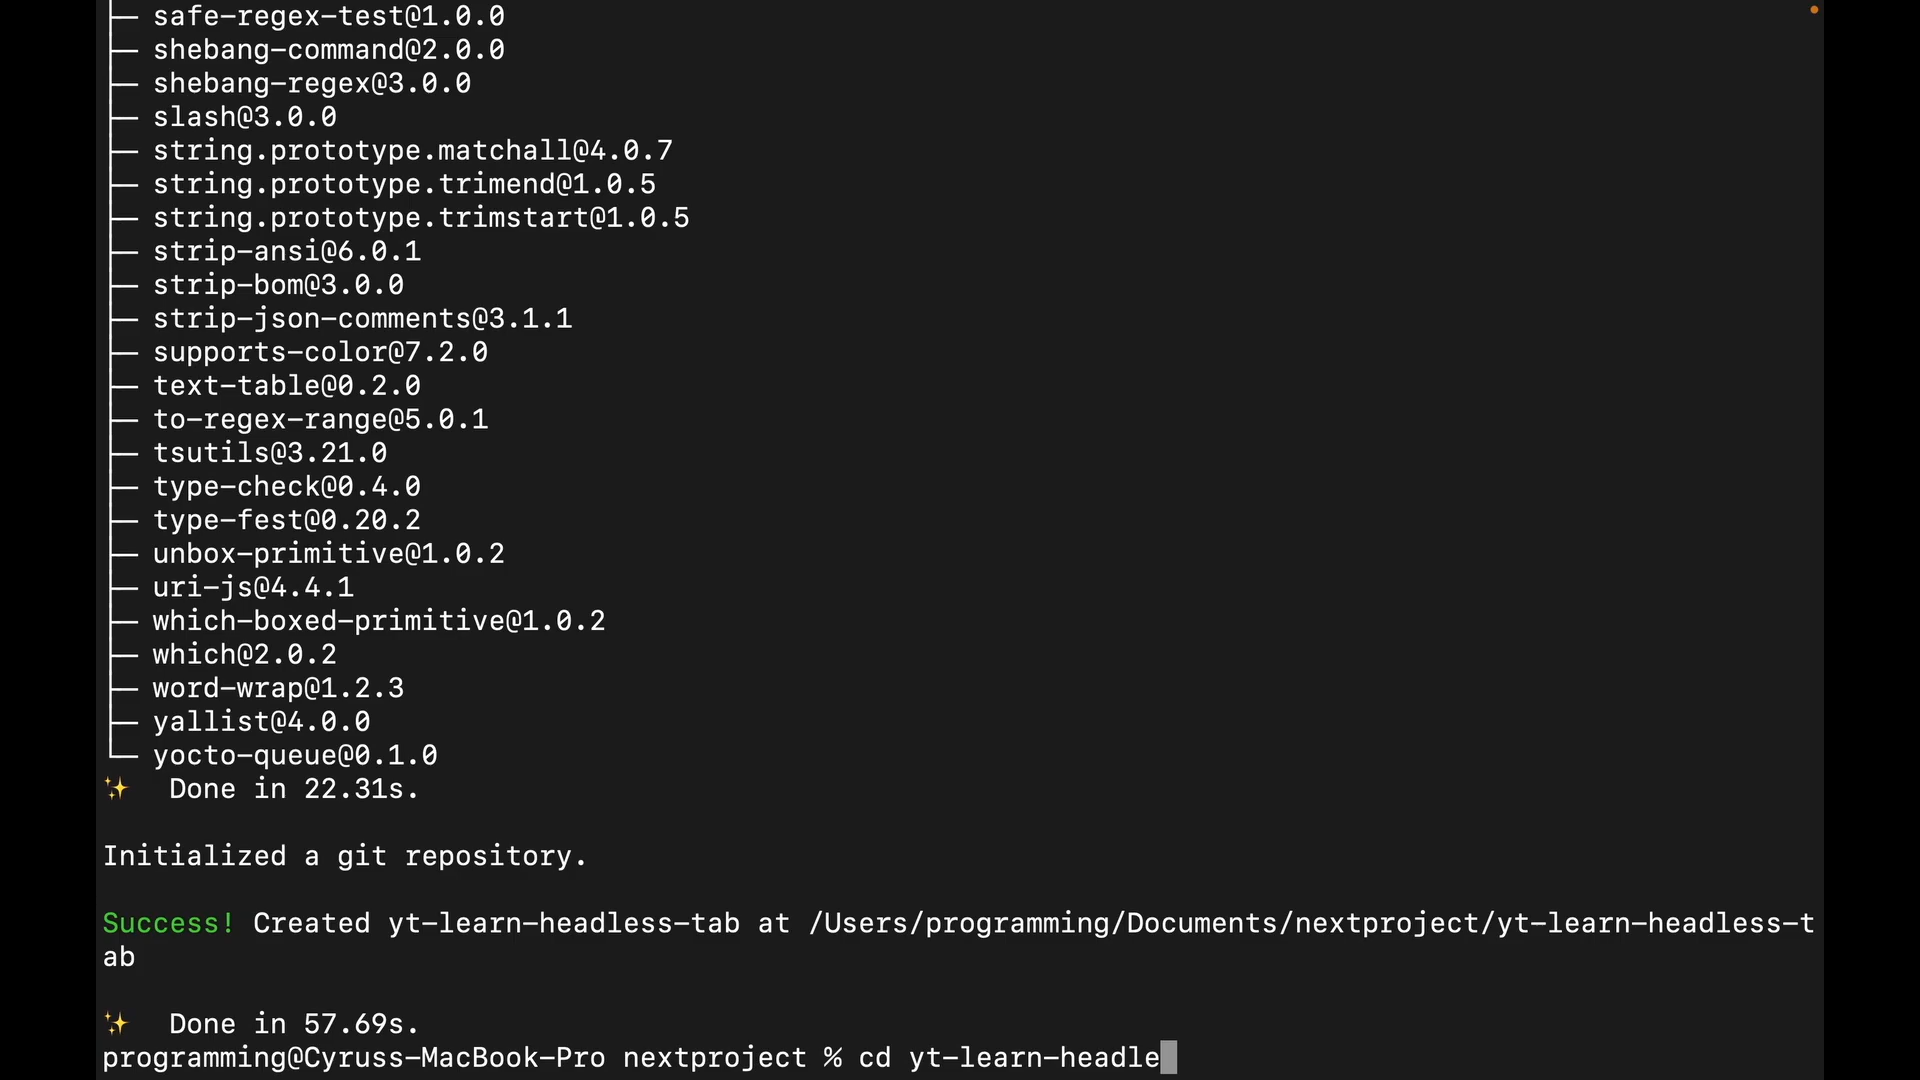 ├─ safe-regex-test@1.0.0
├─ shebang-command@2.0.0
├─ shebang-regex@3.0.0
├─ slash@3.0.0
├─ string.prototype.matchall@4.0.7
├─ string.prototype.trimend@1.0.5
├─ string.prototype.trimstart@1.0.5
├─ strip-ansi@6.0.1
├─ strip-bom@3.0.0
├─ strip-json-comments@3.1.1
├─ supports-color@7.2.0
├─ text-table@0.2.0
├─ to-regex-range@5.0.1
├─ tsutils@3.21.0
├─ type-check@0.4.0
├─ type-fest@0.20.2
├─ unbox-primitive@1.0.2
├─ uri-js@4.4.1
├─ which-boxed-primitive@1.0.2
├─ which@2.0.2
├─ word-wrap@1.2.3
├─ yallist@4.0.0
└─ yocto-queue@0.1.0
✨  Done in 22.31s.
Initialized a git repository.
Success! Created yt-learn-headless-tab at /Users/programming/Documents/nextproject/yt-learn-headless-t
ab
✨  Done in 57.69s.
programming@Cyruss-MacBook-Pro nextproject % cd yt-learn-headle